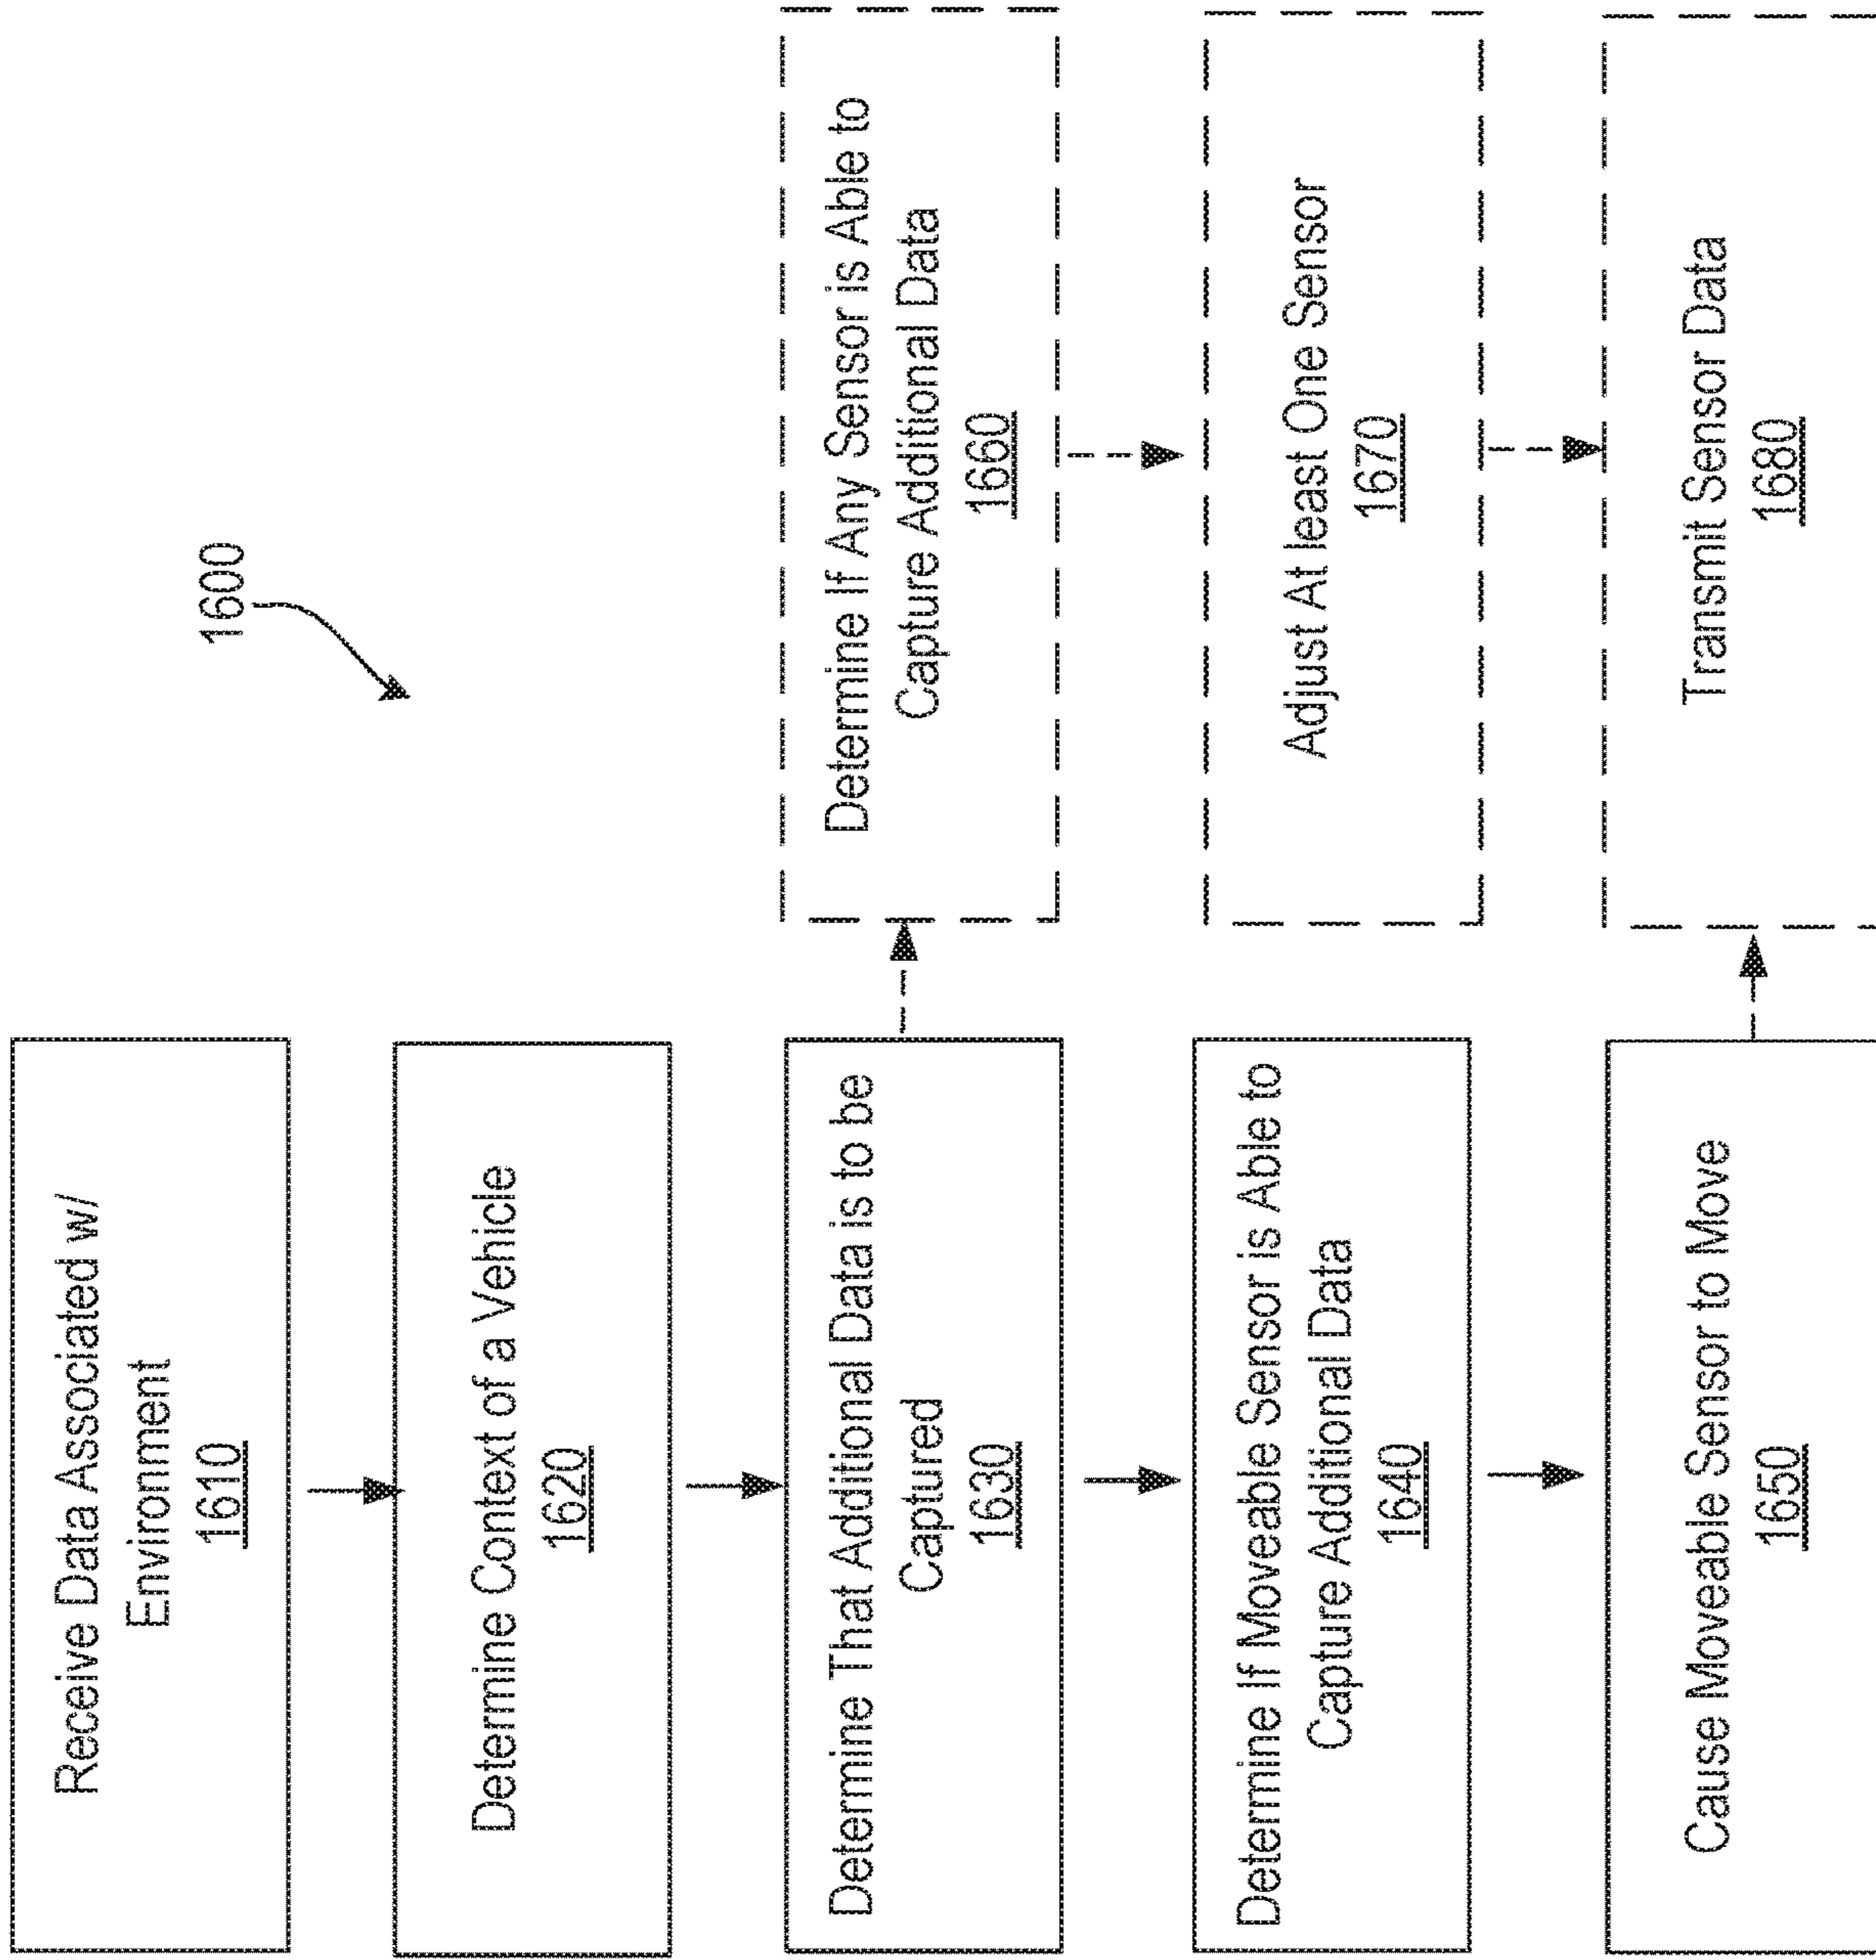 1600
Receive Data Associated w/
Environment
1610
Determine Context of a Vehicle
1620
Determine That Additional Data is to be
Captured
1630
Determine If Moveable Sensor is Able to
Capture Additional Data
1640
Cause Moveable Sensor to Move
1650
Determine If Any Sensor is Able to
Capture Additional Data
1660
Adjust At least One Sensor
1670
Transmit Sensor Data
1680